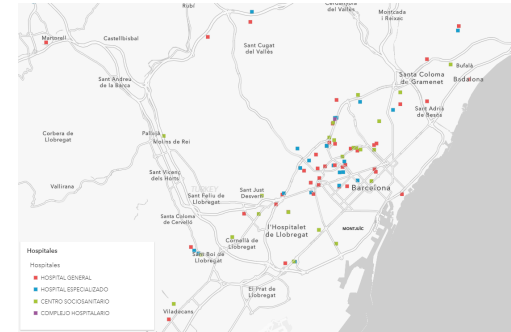 Rubí
Cerdanyola
del Vallès
Montcada
i Reixac
Martorell
Castellbisbal
Sant Cugat
del Vallès
Bufalà
Santa Coloma
de Gramenet
Badalona
Sant Andreu
de la Barca
Sant Adrià
de Besòs
Corbera de
Llobregat
Pallejà
Molins de Rei
Sant Vicenç
dels Horts
Vallirana
Sant Feliu de
Llobregat
Sant Just
Desvern
Barcelona
Santa Coloma
de Cervelló
l'Hospitalet
de Llobregat
MONTJUÏC
Cornellà de
Llobregat
Sant Boi de
Llobregat
El Prat de
Llobregat
Viladecans
Hospitales
Hospitales
HOSPITAL GENERAL
HOSPITAL ESPECIALIZADO
CENTRO SOCIOSANITARIO
COMPLEJO HOSPITALARIO